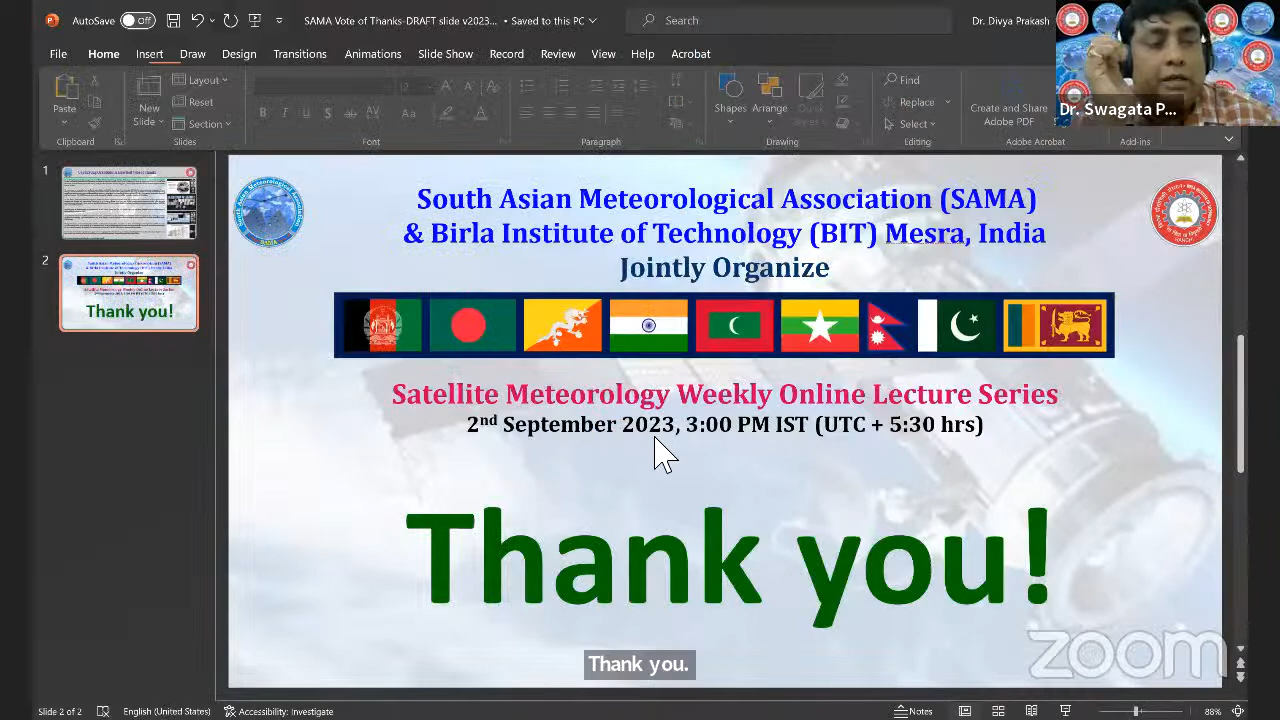 AutoSave Off SAMA Vote of Thanks-DRAFT slide v2023... • Saved to this PC Search Dr. Divya Prakash
File Home Insert Draw Design Transitions Animations Slide Show Record Review View Help Acrobat
Paste
Clipboard
New
Slide
Layout
Reset
Section
Slides
Font
Paragraph
Shapes
Arrange
Drawing
Find
Replace
Select
Editing
Create and Share
Adobe PDF
Adobe Acrobat
Add-ins
Dr. Swagata P...
1
2
Thank you!
South Asian Meteorological Association (SAMA)
& Birla Institute of Technology (BIT) Mesra, India
Jointly Organize
Satellite Meteorology Weekly Online Lecture Series
2nd September 2023, 3:00 PM IST (UTC + 5:30 hrs)
Thank you!
Thank you.
zoom
Slide 2 of 2 English (United States) Accessibility: Investigate Notes 88%